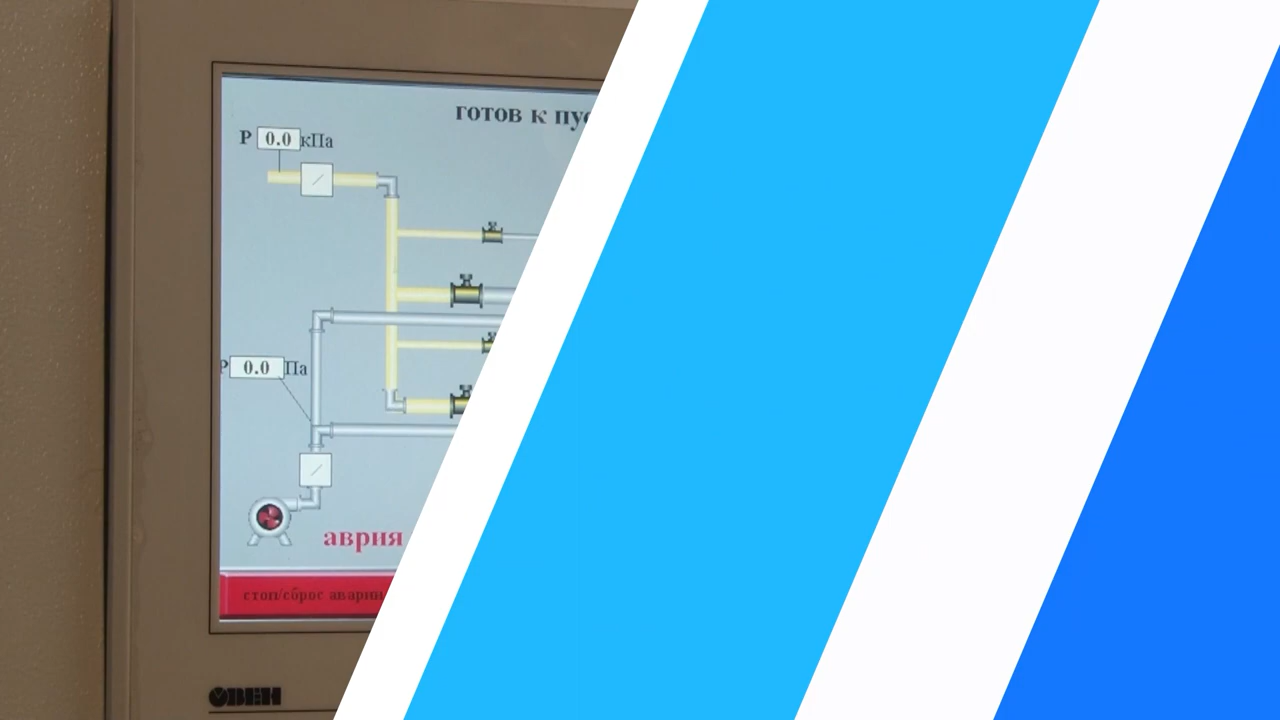 готов к пус
P 0.0 кПа
P 0.0 Па
аврия
стоп/сброс аварии
ОВЕН